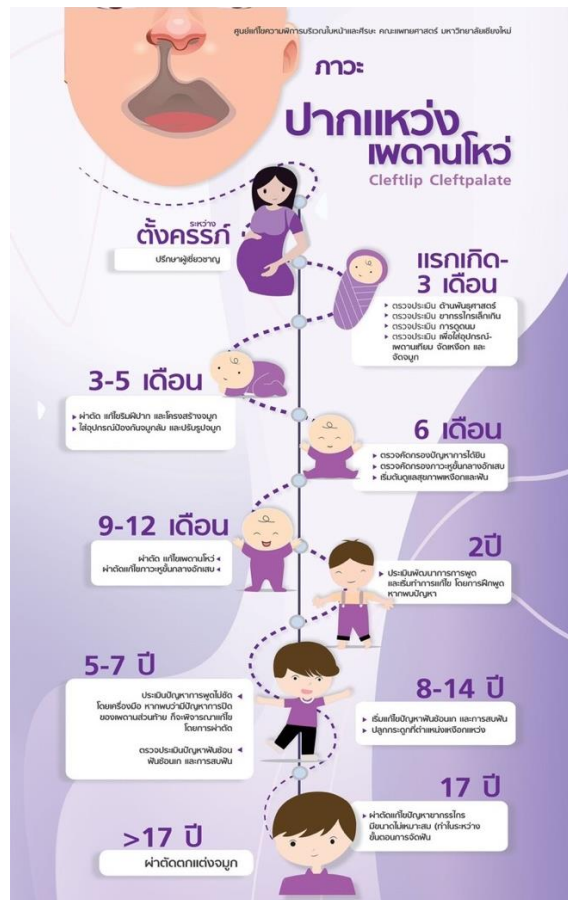 ศูนย์แก้ไขความพิการบริเวณใบหน้าและศีรษะ คณะแพทยศาสตร์ มหาวิทยาลัยเชียงใหม่
ภาวะ
ปากแหว่ง
เพดานโหว่
Cleftlip Cleftpalate
ระหว่าง
ตั้งครรภ์
ปรึกษาผู้เชี่ยวชาญ
แรกเกิด-
3 เดือน
▸ ตรวจประเมิน ด้านพันธุศาสตร์
▸ ตรวจประเมิน ขากรรไกรเล็กเกิน
▸ ตรวจประเมิน การดูดนม
▸ ตรวจประเมิน เพื่อใส่อุปกรณ์-
เพดานเทียม จัดเหงือก และ
จัดจมูก
3-5 เดือน
▸ ผ่าตัด แก้ไขริมฝีปาก และโครงสร้างจมูก
▸ ใส่อุปกรณ์ป้องกันจมูกล้ม และปรับรูปจมูก
6 เดือน
▸ ตรวจคัดกรองปัญหาการได้ยิน
▸ ตรวจคัดกรองภาวะหูชั้นกลางอักเสบ
▸ เริ่มต้นดูแลสุขภาพเหงือกและฟัน
9-12 เดือน
ผ่าตัด แก้ไขเพดานโหว่ ◂
ผ่าตัดแก้ไขภาวะหูชั้นกลางอักเสบ ◂
2ปี
▸ ประเมินพัฒนาการการพูด
และเริ่มทำการแก้ไข โดยการฝึกพูด
หากพบปัญหา
5-7 ปี
ประเมินปัญหาการพูดไม่ชัด ◂
โดยเครื่องมือ หากพบว่ามีปัญหาการปิด
ของเพดานส่วนท้าย ก็จะพิจารณาแก้ไข
โดยการผ่าตัด
ตรวจประเมินปัญหาฟันซ้อน ◂
ฟันซ้อนเก และการสบฟัน
8-14 ปี
▸ เริ่มแก้ไขปัญหาฟันซ้อนเก และการสบฟัน
▸ ปลูกกระดูกที่ตำแหน่งเหงือกแหว่ง
17 ปี
▸ ผ่าตัดแก้ไขปัญหาขากรรไกร
มีขนาดไม่เหมาะสม (ทำในระหว่าง
ขั้นตอนการจัดฟัน
>17 ปี
ผ่าตัดตกแต่งจมูก